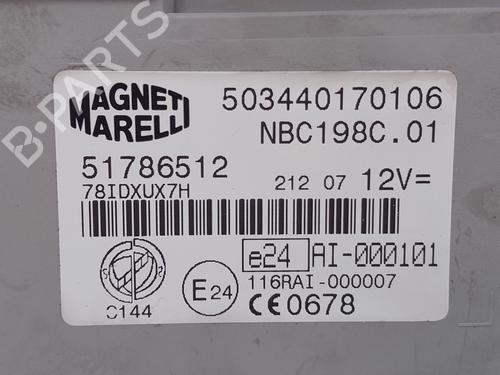 B-PARTS
MAGNETI
MARELLI
503440170106
NBC198C.01
51786512
78IDXUX7H
212 07 12V=
e24 AI-000101
116RAI-000007
E24
CE0678
C144